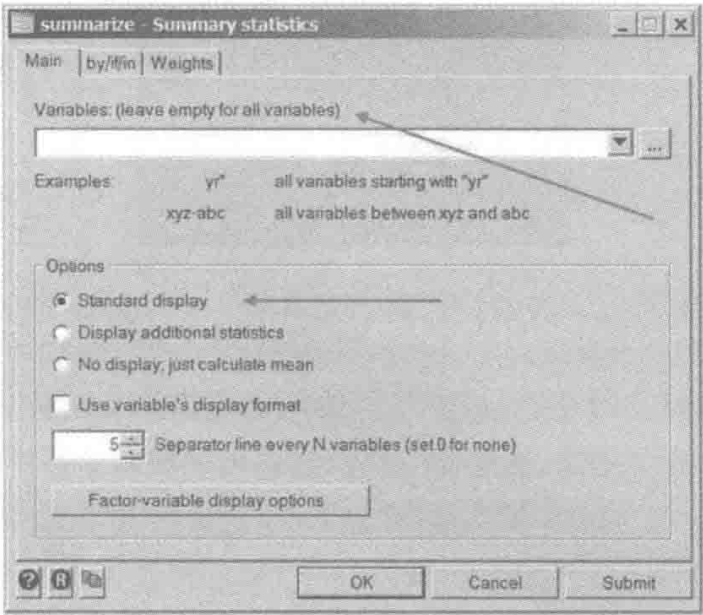 summarize - Summary statistics
Main by/if/in Weights
Variables: (leave empty for all variables)
...
Examples: yr* all variables starting with "yr"
xyz-abc all variables between xyz and abc
Options
Standard display
Display additional statistics
No display; just calculate mean
Use variable's display format
5 Separator line every N variables (set 0 for none)
Factor-variable display options
? R OK Cancel Submit